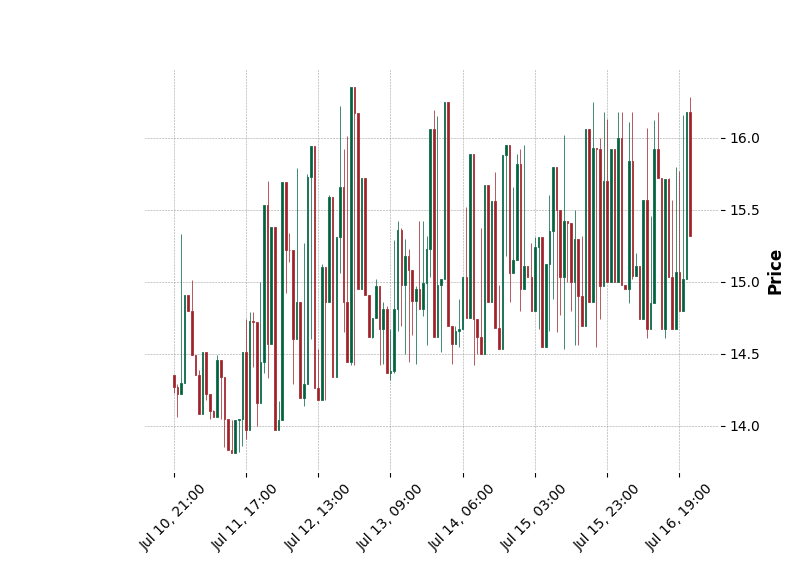 16.0
15.5
15.0
14.5
14.0
Price
Jul 10, 21:00
Jul 11, 17:00
Jul 12, 13:00
Jul 13, 09:00
Jul 14, 06:00
Jul 15, 03:00
Jul 15, 23:00
Jul 16, 19:00